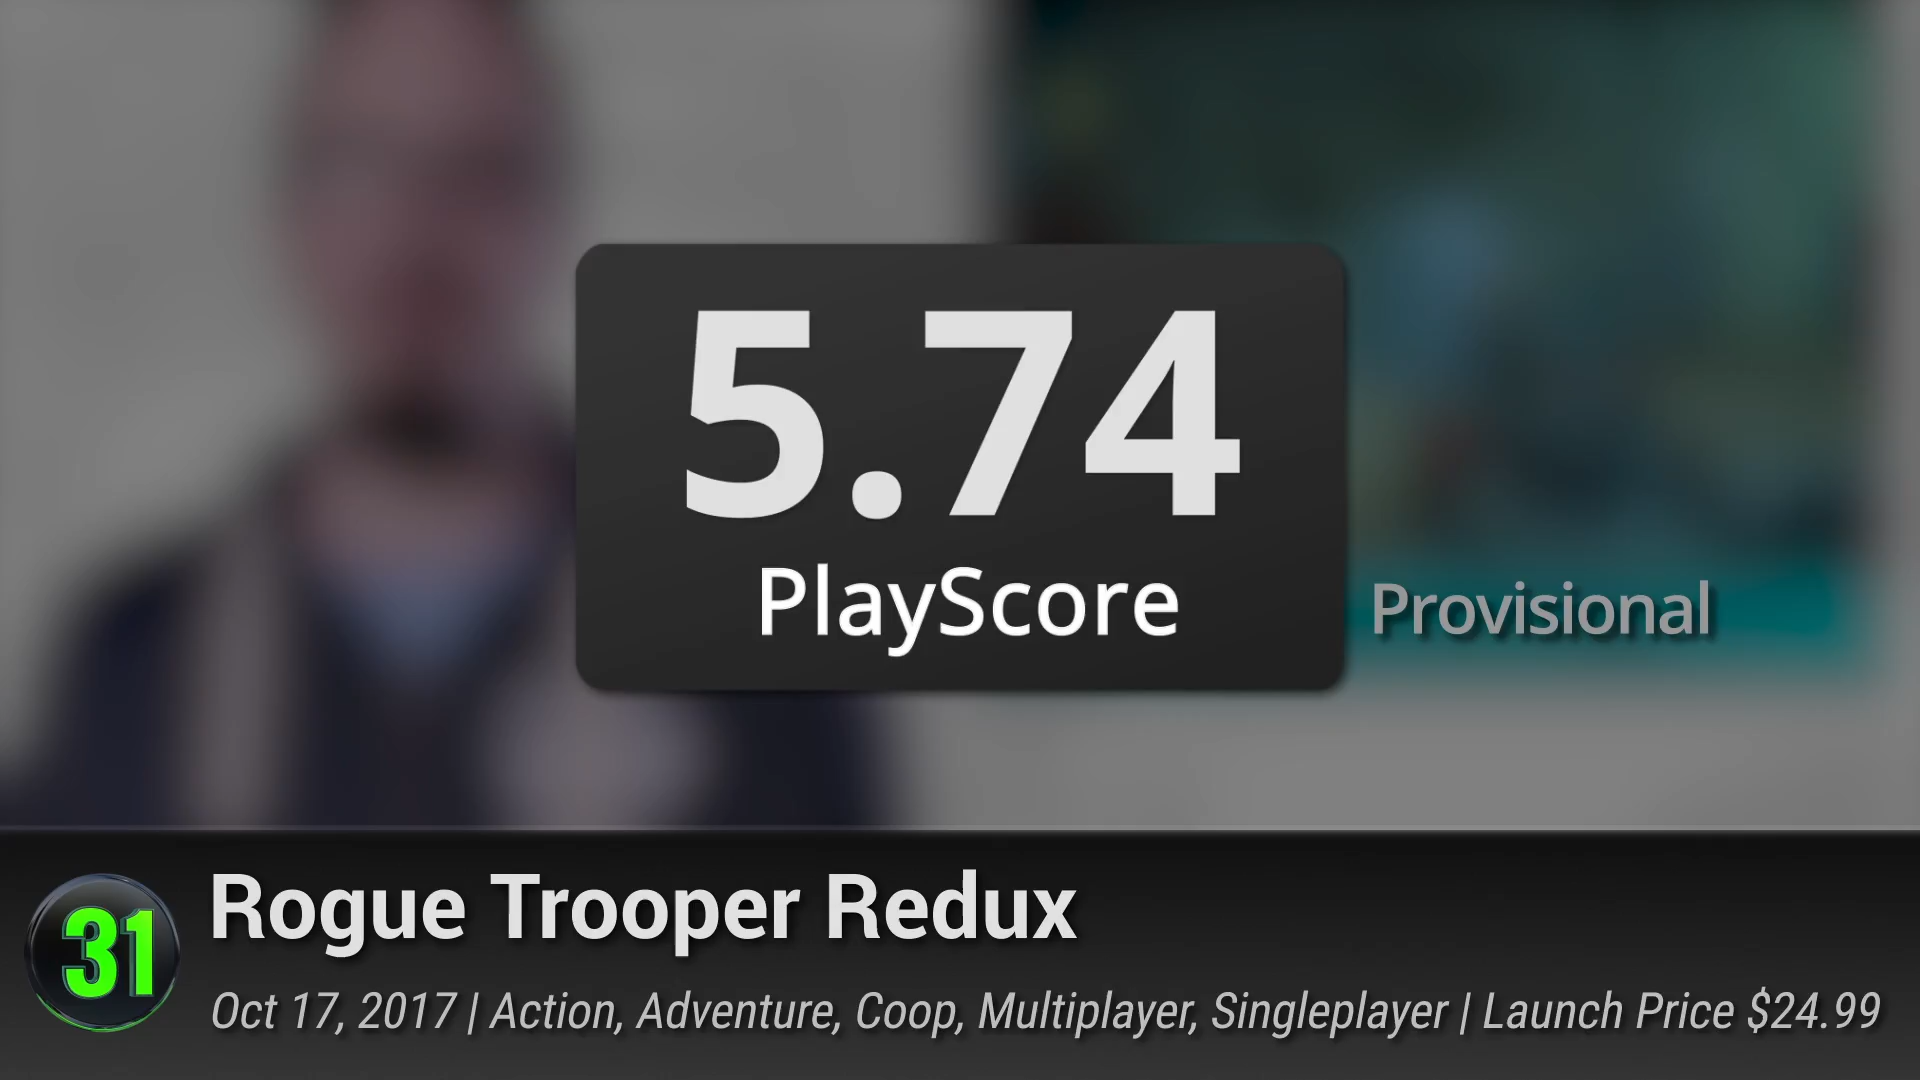 5.74
PlayScore
Provisional
31
Rogue Trooper Redux
Oct 17, 2017 | Action, Adventure, Coop, Multiplayer, Singleplayer | Launch Price $24.99